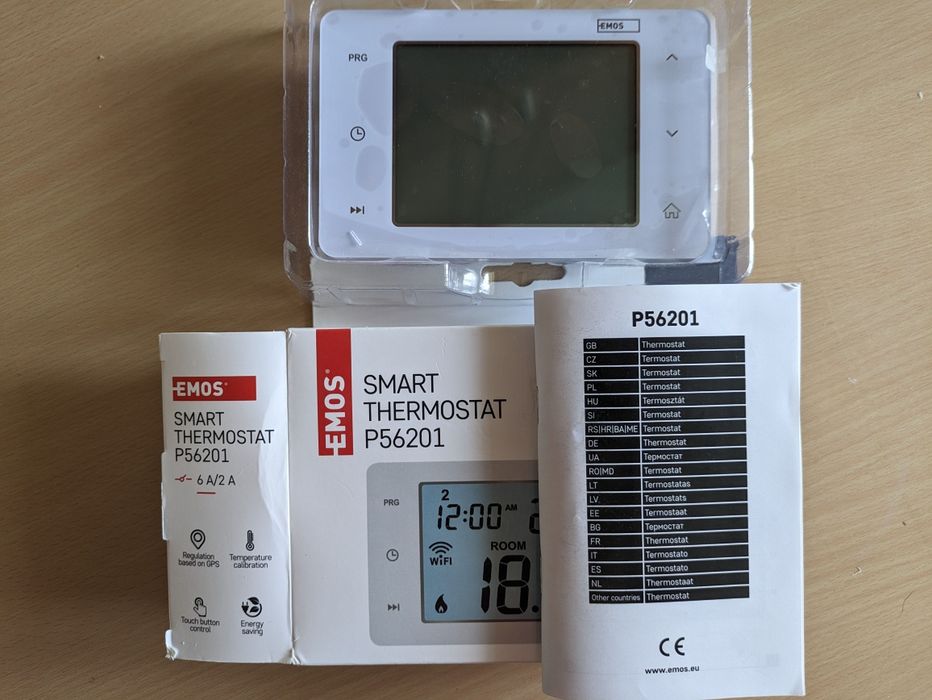 EMOS
PRG
EMOS
SMART
THERMOSTAT
P56201
6 A/2 A
Regulation
based on GPS
Temperature
calibration
Touch button
control
Energy
saving
EMOS
SMART
THERMOSTAT
P56201
PRG
2
12:00 AM
WiFi
ROOM
18.
P56201
GB Thermostat
CZ Termostat
SK Termostat
PL Termostat
HU Termosztát
SI Termostat
RS|HR|BA|ME Termostat
DE Thermostat
UA Термостат
RO|MD Termostat
LT Termostatas
LV Termostats
EE Termostaat
BG Термостат
FR Thermostat
IT Termostato
ES Termostato
NL Thermostaat
Other countries Thermostat
CE
www.emos.eu